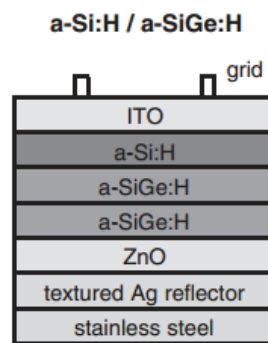 a-Si:H / a-SiGe:H
grid
ITO
a-Si:H
a-SiGe:H
a-SiGe:H
ZnO
textured Ag reflector
stainless steel